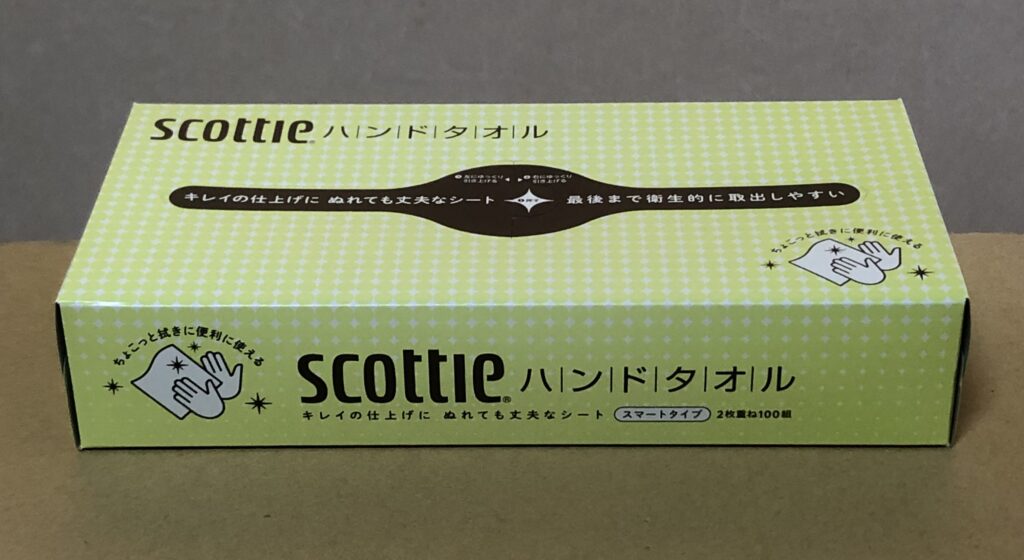 scottie® ハンドタオル
左にゆっくり 右にゆっくり
引き上げる 引き上げる
キレイの仕上げに ぬれても丈夫なシート 最後まで衛生的に取出しやすい
ちょこっと拭きに便利に使える
ちょこっと拭きに便利に使える
scottie® ハンドタオル
キレイの仕上げに ぬれても丈夫なシート スマートタイプ 2枚重ね100組